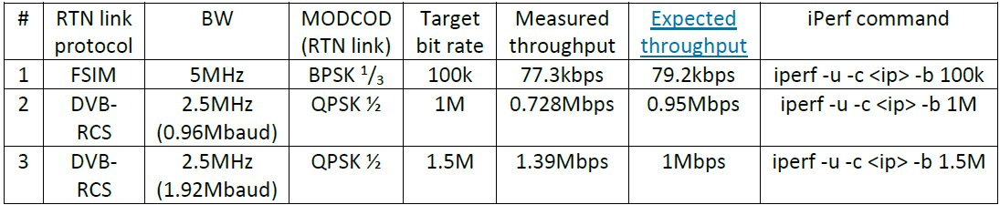 # RTN link protocol BW MODCOD (RTN link) Target bit rate Measured throughput Expected throughput iPerf command
1 FSIM 5MHz BPSK ¹/₃ 100k 77.3kbps 79.2kbps iperf -u -c <ip> -b 100k
2 DVB-RCS 2.5MHz (0.96Mbaud) QPSK ½ 1M 0.728Mbps 0.95Mbps iperf -u -c <ip> -b 1M
3 DVB-RCS 2.5MHz (1.92Mbaud) QPSK ½ 1.5M 1.39Mbps 1Mbps iperf -u -c <ip> -b 1.5M